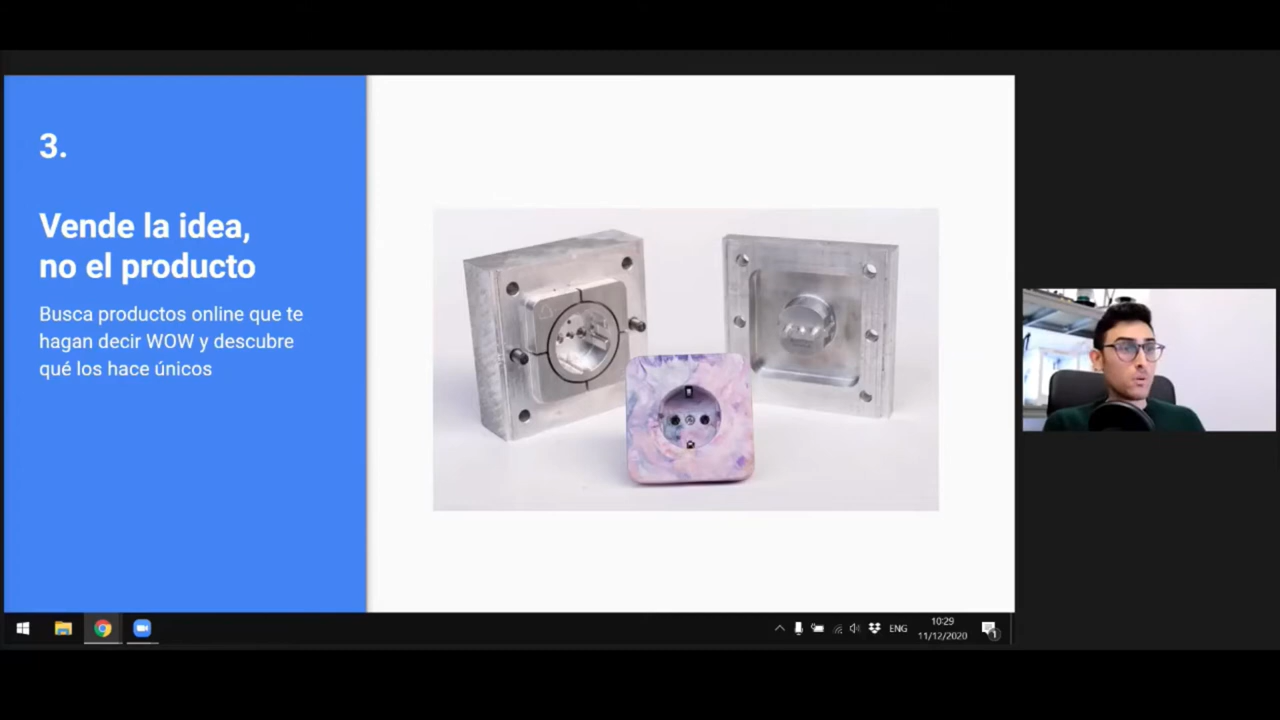 3.
Vende la idea,
no el producto
Busca productos online que te
hagan decir WOW y descubre
qué los hace únicos
ENG
10:29
11/12/2020
1